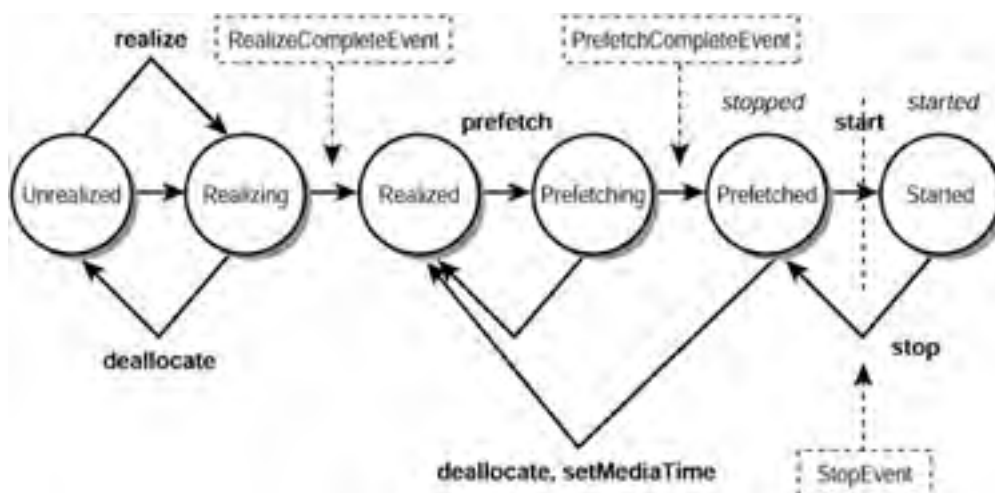 realize
RealizeCompleteEvent
PrefetchCompleteEvent
stopped
started
prefetch
start
Unrealized
Realizing
Realized
Prefetching
Prefetched
Started
deallocate
stop
deallocate, setMediaTime
StopEvent